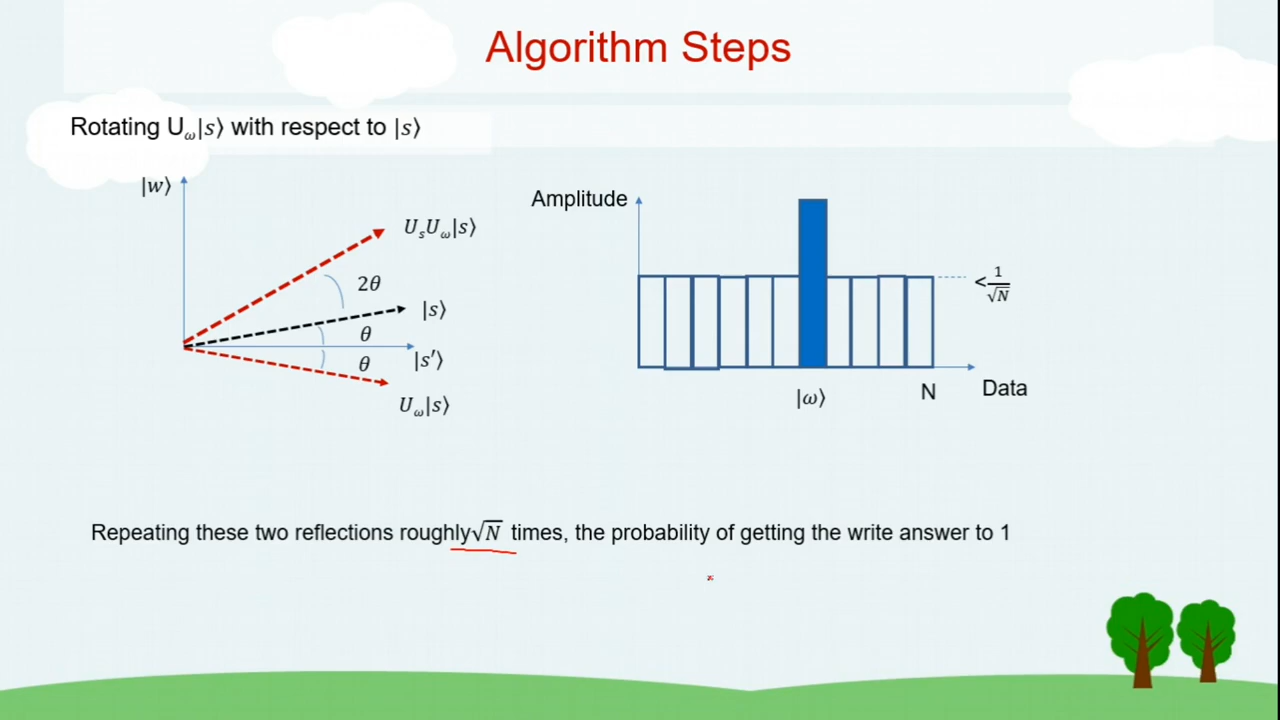 Algorithm Steps
Rotating U_ω|s⟩ with respect to |s⟩
|w⟩
U_sU_ω|s⟩
2θ
|s⟩
θ
|s′⟩
θ
U_ω|s⟩
Amplitude
<1/√N
|ω⟩
N
Data
Repeating these two reflections roughly√N times, the probability of getting the write answer to 1